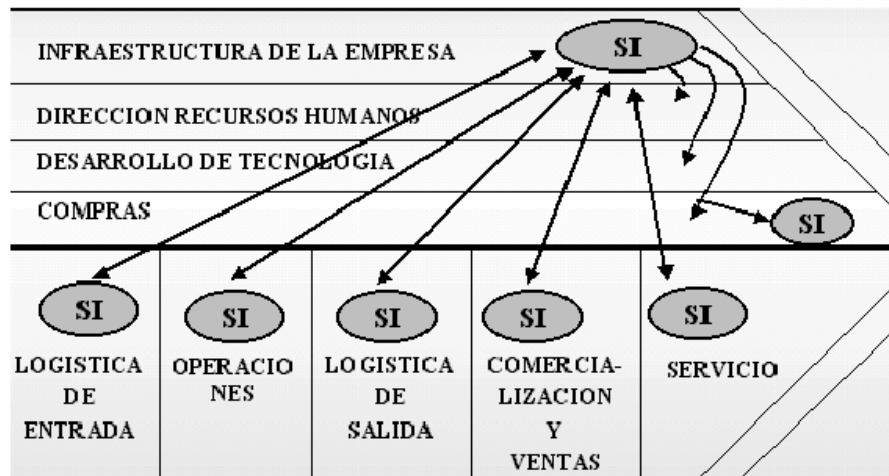 INFRAESTRUCTURA DE LA EMPRESA
SI
DIRECCION RECURSOS HUMANOS
DESARROLLO DE TECNOLOGIA
COMPRAS
SI
SI
SI
SI
SI
SI
LOGISTICA
DE
ENTRADA
OPERACIO
NES
LOGISTICA
DE
SALIDA
COMERCIA-
LIZACION
Y
VENTAS
SERVICIO